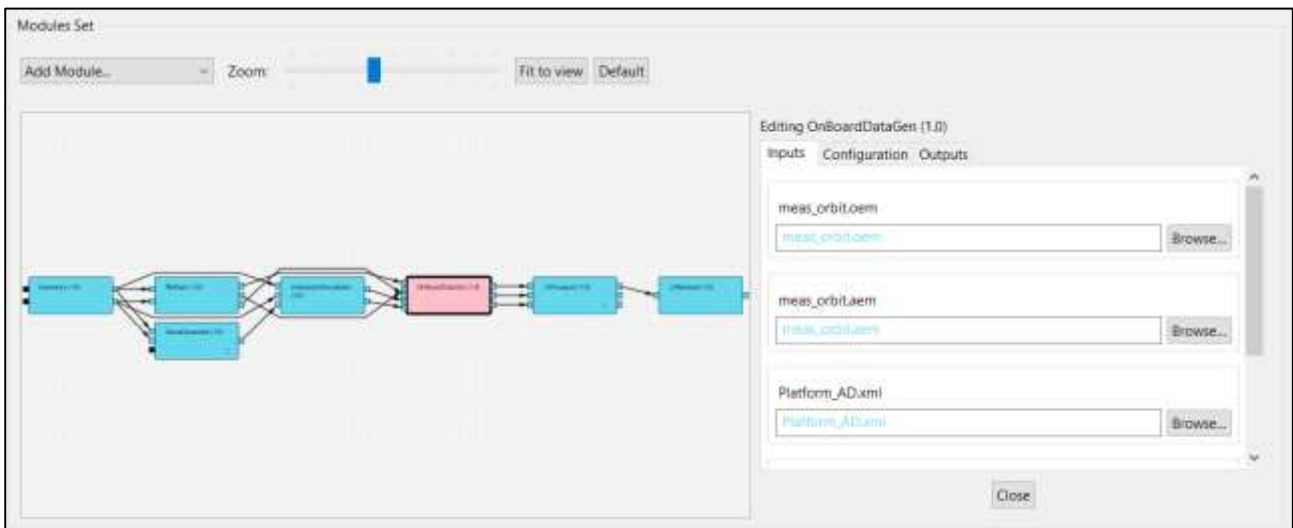 Modules Set
Add Module...
Zoom:
Fit to view
Default
Editing OnBoardDataGen (1.0)
Inputs Configuration Outputs
meas_orbit.oem
meas_orbit.oem
Browse...
meas_orbit.aem
meas_orbit.aem
Browse...
Platform_AD.xml
Platform_AD.xml
Browse...
Close